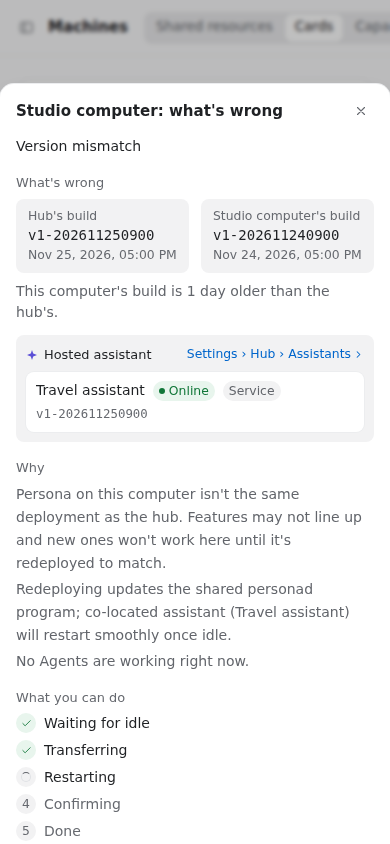 Machines
Shared resources
Cards
Studio computer: what's wrong
Version mismatch
What's wrong
Hub's build
v1-202611250900
Nov 25, 2026, 05:00 PM
Studio computer's build
v1-202611240900
Nov 24, 2026, 05:00 PM
This computer's build is 1 day older than the
hub's.
Hosted assistant
Settings › Hub › Assistants ›
Travel assistant
Online
Service
v1-202611250900
Why
Persona on this computer isn't the same
deployment as the hub. Features may not line up
and new ones won't work here until it's
redeployed to match.
Redeploying updates the shared personad
program; co-located assistant (Travel assistant)
will restart smoothly once idle.
No Agents are working right now.
What you can do
Waiting for idle
Transferring
Restarting
4 Confirming
5 Done